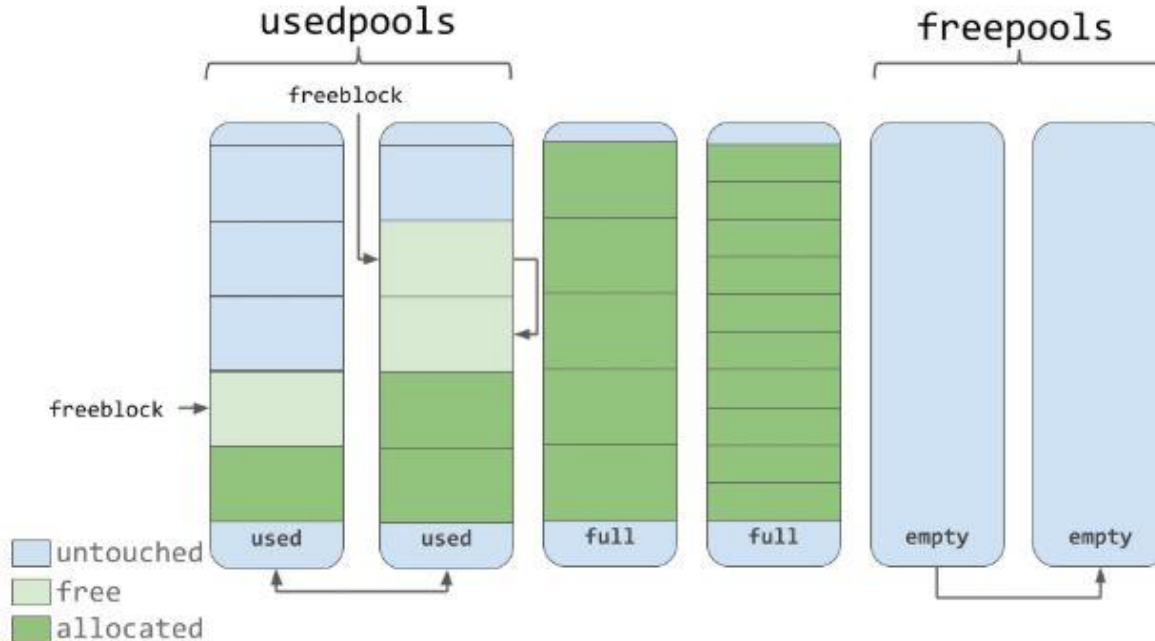 usedpools
freepools
freeblock
freeblock
used
used
full
full
empty
empty
untouched
free
allocated